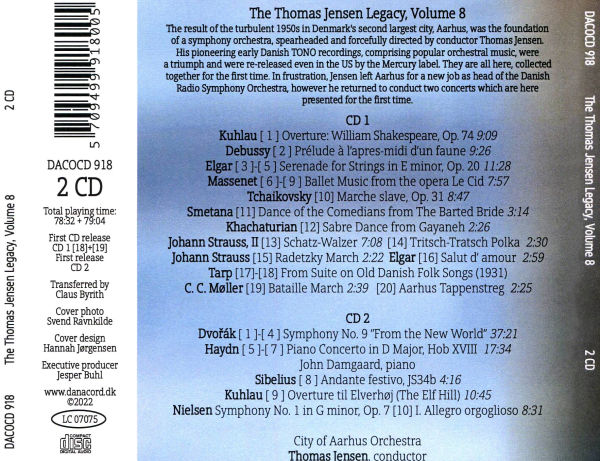 DACOCD 918
The Thomas Jensen Legacy, Volume 8
2 CD
5 709499 918005
DACOCD 918
2 CD
Total playing time:
78:32 + 79:04
First CD release
CD 1 [18]+[19]
First release
CD 2
Transferred by
Claus Byrith
Cover photo
Svend Ravnkilde
Cover design
Hannah Jørgensen
Executive producer
Jesper Buhl
www.danacord.dk
©2022
LC 07075
COMPACT
disc
DIGITAL AUDIO
The Thomas Jensen Legacy, Volume 8
The result of the turbulent 1950s in Denmark's second largest city, Aarhus, was the foundation
of a symphony orchestra, spearheaded and forcefully directed by conductor Thomas Jensen.
His pioneering early Danish TONO recordings, comprising popular orchestral music, were
a triumph and were re-released even in the US by the Mercury label. They are all here, collected
together for the first time. In frustration, Jensen left Aarhus for a new job as head of the Danish
Radio Symphony Orchestra, however he returned to conduct two concerts which are here
presented for the first time.
CD 1
Kuhlau [ 1 ] Overture: William Shakespeare, Op. 74 9:09
Debussy [ 2 ] Prélude à l'apres-midi d'un faune 9:26
Elgar [ 3 ]-[ 5 ] Serenade for Strings in E minor, Op. 20 11:28
Massenet [ 6 ]-[ 9 ] Ballet Music from the opera Le Cid 7:57
Tchaikovsky [10] Marche slave, Op. 31 8:47
Smetana [11] Dance of the Comedians from The Barted Bride 3:14
Khachaturian [12] Sabre Dance from Gayaneh 2:26
Johann Strauss, II [13] Schatz-Walzer 7:08 [14] Tritsch-Tratsch Polka 2:30
Johann Strauss [15] Radetzky March 2:22 Elgar [16] Salut d' amour 2:59
Tarp [17]-[18] From Suite on Old Danish Folk Songs (1931)
C. C. Møller [19] Bataille March 2:39 [20] Aarhus Tappenstreg 2:25
CD 2
Dvořák [ 1 ]-[ 4 ] Symphony No. 9 "From the New World" 37:21
Haydn [ 5 ]-[ 7 ] Piano Concerto in D Major, Hob XVIII 17:34
John Damgaard, piano
Sibelius [ 8 ] Andante festivo, JS34b 4:16
Kuhlau [ 9 ] Overture til Elverhøj (The Elf Hill) 10:45
Nielsen Symphony No. 1 in G minor, Op. 7 [10] I. Allegro orgoglioso 8:31
City of Aarhus Orchestra
Thomas Jensen, conductor
DACOCD 918
The Thomas Jensen Legacy, Volume 8
2 CD